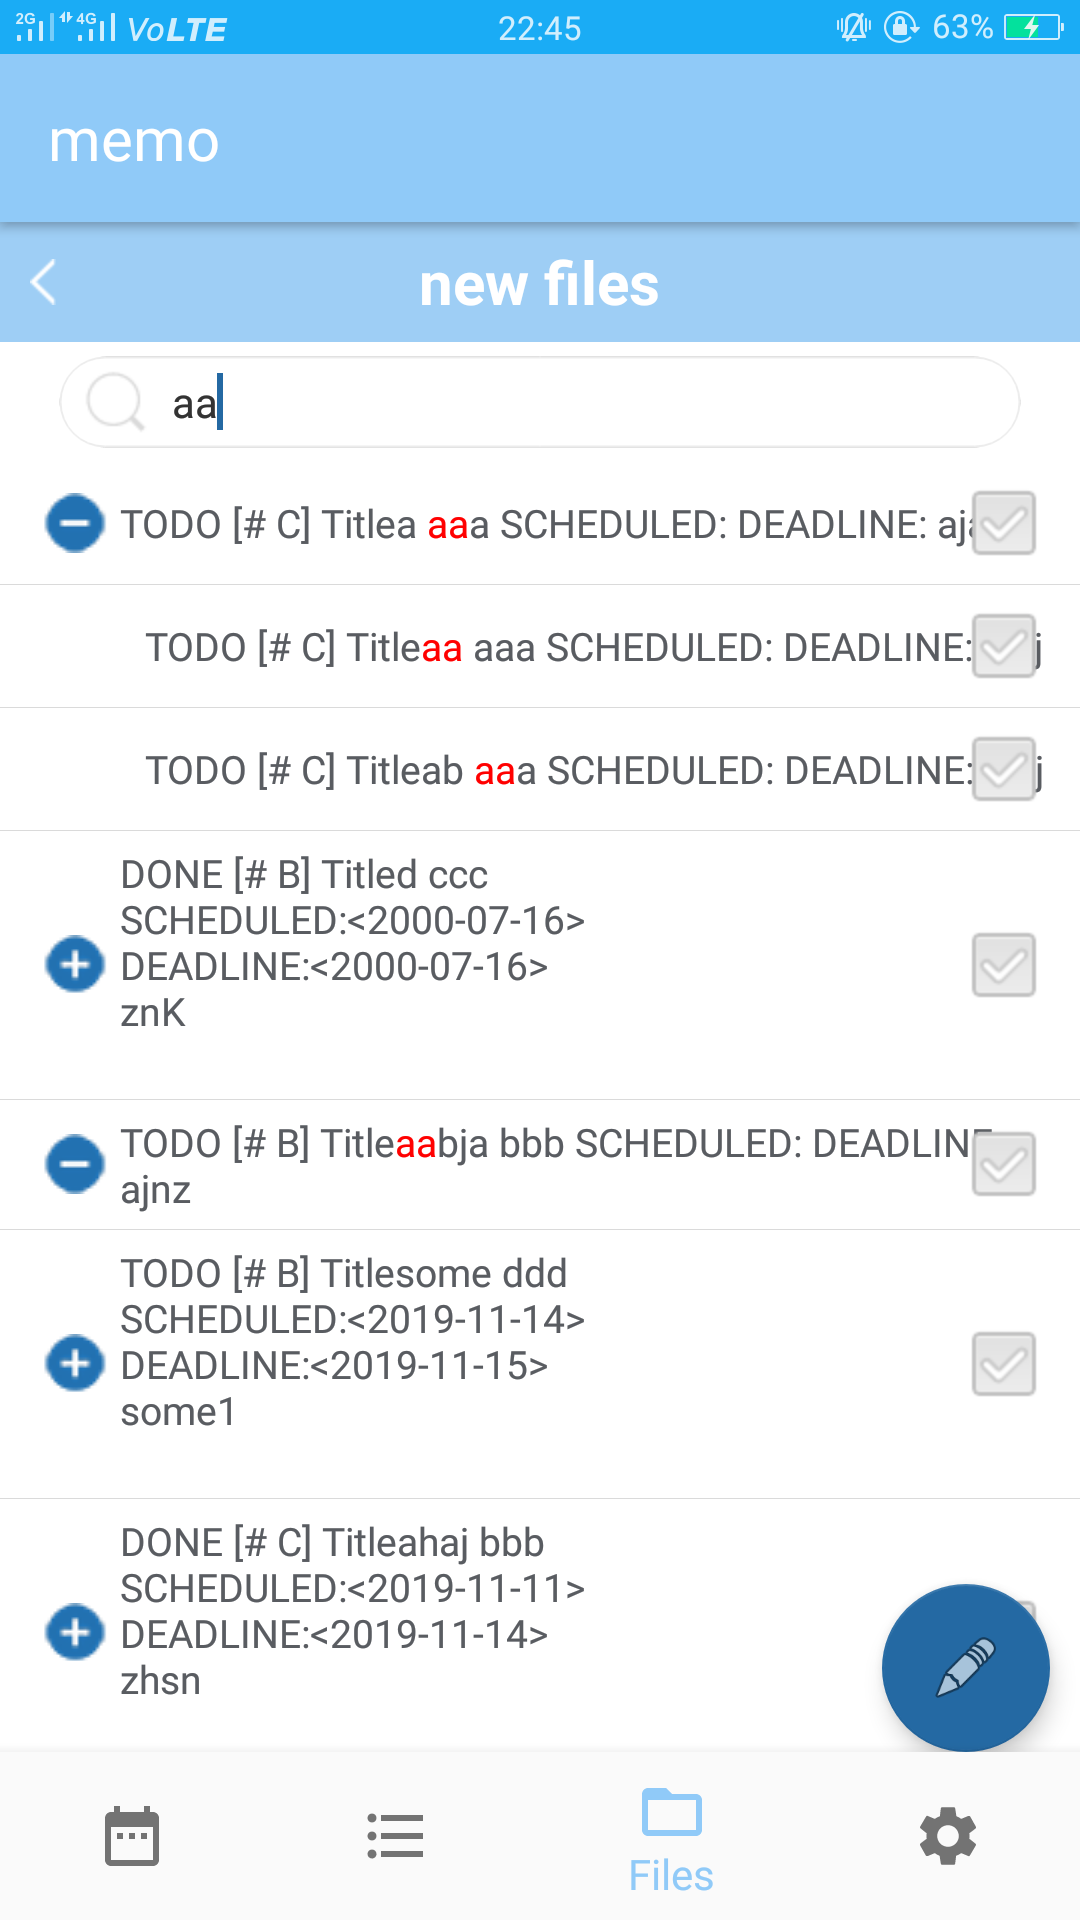 2G 4G VoLTE 22:45 63%
memo
new files
aa
TODO [# C] Titlea aaa SCHEDULED: DEADLINE:
TODO [# C] Titleaa aaa SCHEDULED: DEADLINE:
TODO [# C] Titleab aaa SCHEDULED: DEADLINE:
DONE [# B] Titled ccc
SCHEDULED:<2000-07-16>
DEADLINE:<2000-07-16>
znK
TODO [# B] Titleaabja bbb SCHEDULED: DEADLINE
ajnz
TODO [# B] Titlesome ddd
SCHEDULED:<2019-11-14>
DEADLINE:<2019-11-15>
some1
DONE [# C] Titleahaj bbb
SCHEDULED:<2019-11-11>
DEADLINE:<2019-11-14>
zhsn
Files